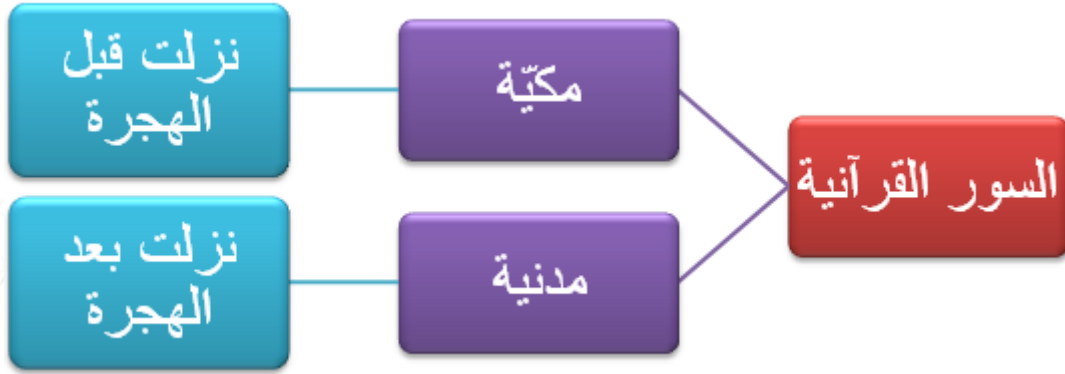 السور القرآنية
مكيّة
نزلت قبل
الهجرة
مدنية
نزلت بعد
الهجرة